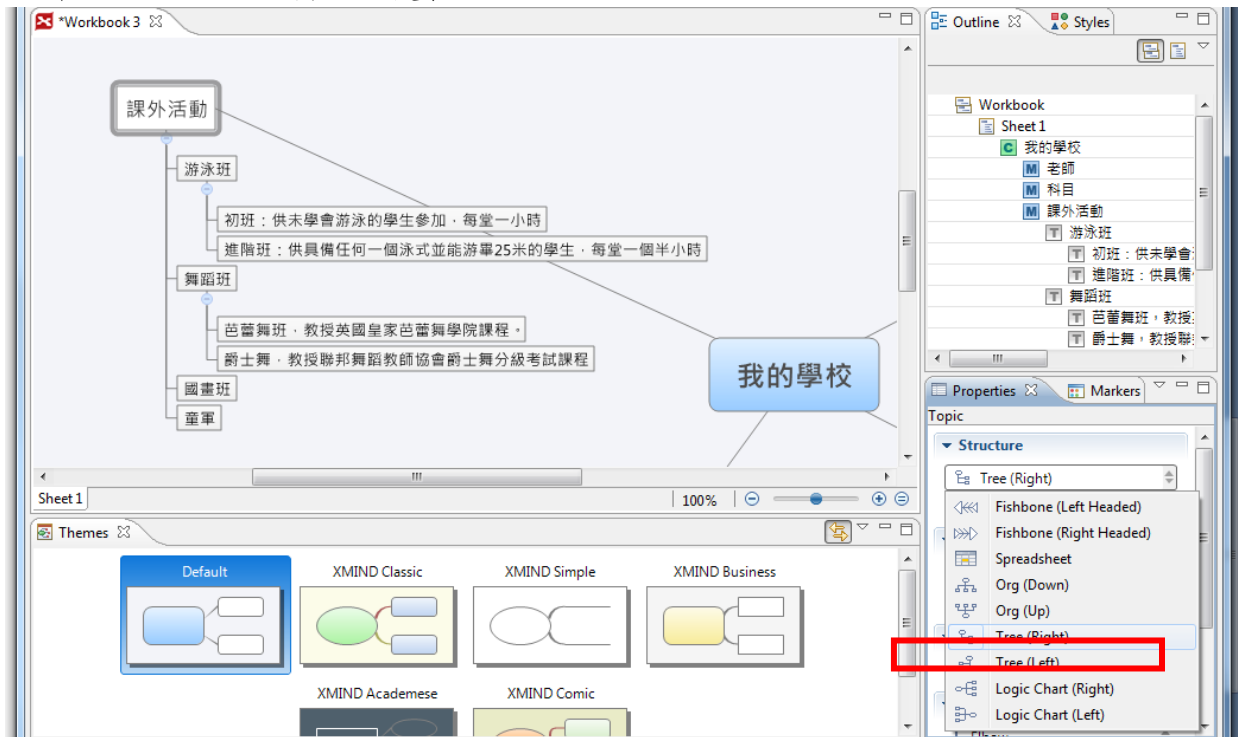 *Workbook 3
課外活動
游泳班
初班：供未學會游泳的學生參加，每堂一小時
進階班：供具備任何一個泳式並能游畢25米的學生，每堂一個半小時
舞蹈班
芭蕾舞班，教授英國皇家芭蕾舞學院課程。
爵士舞，教授聯邦舞蹈教師協會爵士舞分級考試課程
國畫班
童軍
我的學校
Sheet 1
100%
Themes
Default
XMIND Classic
XMIND Simple
XMIND Business
XMIND Academese
XMIND Comic
Outline
Styles
Workbook
Sheet 1
C 我的學校
M 老師
M 科目
M 課外活動
T 游泳班
T 初班：供未學會
T 進階班：供具備
T 舞蹈班
T 芭蕾舞班，教授
T 爵士舞，教授聯
Properties
Markers
Topic
Structure
Tree (Right)
Fishbone (Left Headed)
Fishbone (Right Headed)
Spreadsheet
Org (Down)
Org (Up)
Tree (Right)
Tree (Left)
Logic Chart (Right)
Logic Chart (Left)